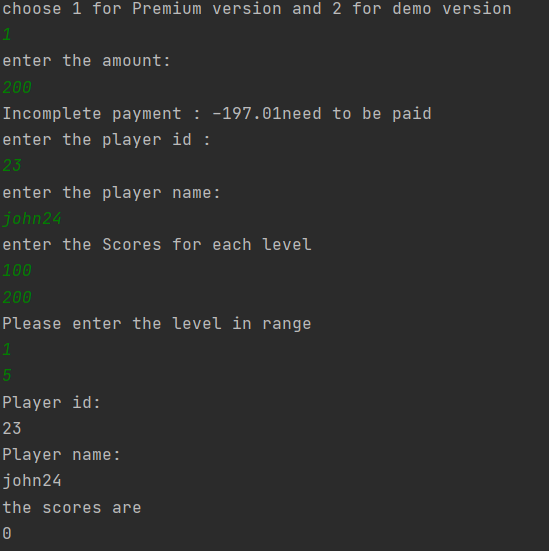 choose 1 for Premium version and 2 for demo version
1
enter the amount:
200
Incomplete payment : -197.01need to be paid
enter the player id :
23
enter the player name:
john24
enter the Scores for each level
100
200
Please enter the level in range
1
5
Player id:
23
Player name:
john24
the scores are
0